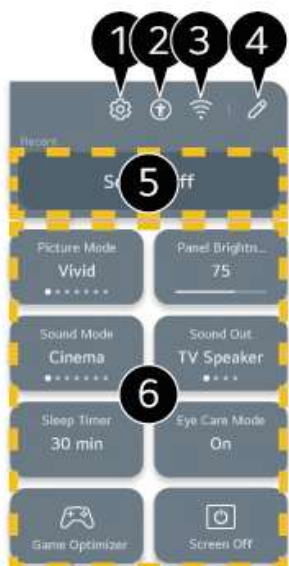 1 2 3 4
Recent
5
Picture Mode
Vivid
Panel Brightn...
75
Sound Mode
Cinema
Sound Out
TV Speaker
6
Sleep Timer
30 min
Eye Care Mode
On
Game Optimizer
Screen Off